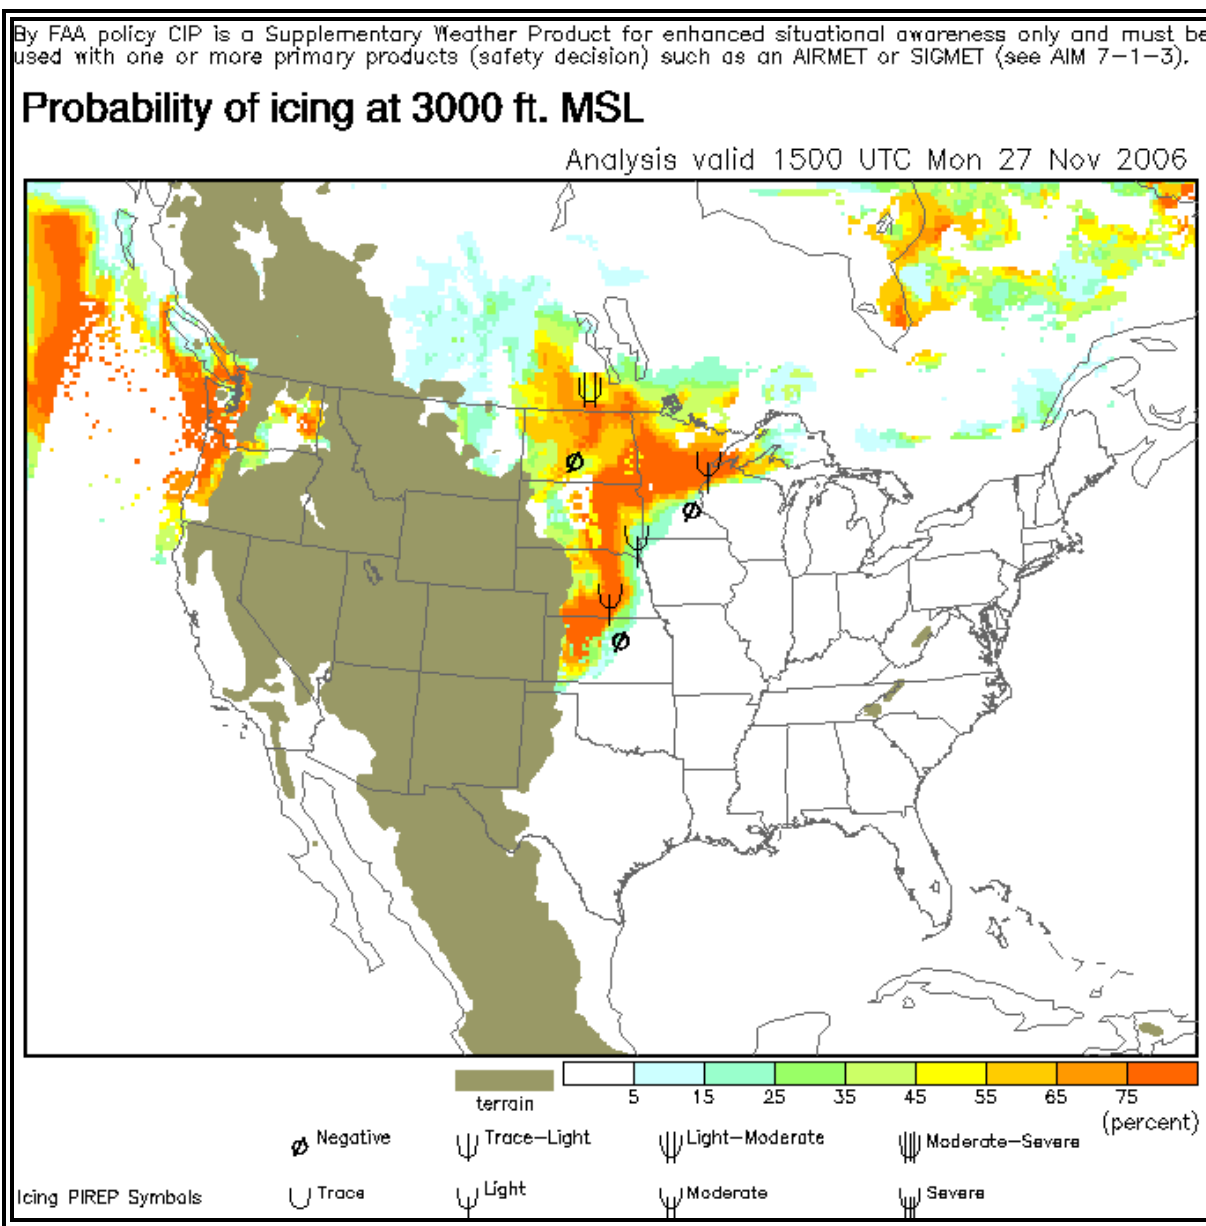 By FAA policy CIP is a Supplementary Weather Product for enhanced situational awareness only and must be
used with one or more primary products (safety decision) such as an AIRMET or SIGMET (see AIM 7-1-3).
Probability of icing at 3000 ft. MSL
Analysis valid 1500 UTC Mon 27 Nov 2006
terrain
5 15 25 35 45 55 65 75
(percent)
Negative Trace-Light Light-Moderate Moderate-Severe
Icing PIREP Symbols Trace Light Moderate Severe